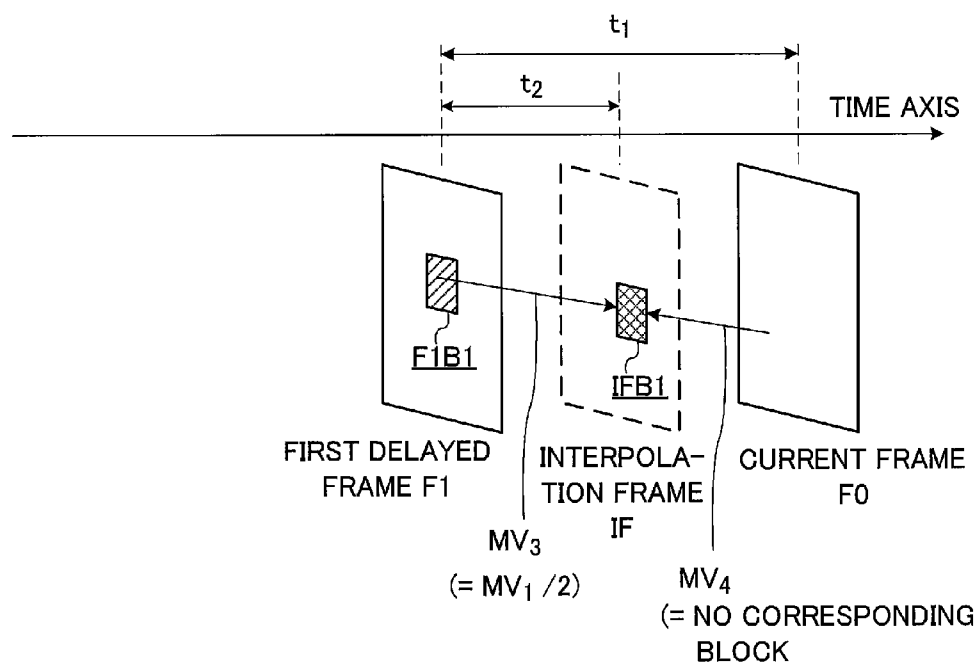 t1
t2
TIME AXIS
F1B1
IFB1
FIRST DELAYED
FRAME F1
INTERPOLA-
TION FRAME
IF
CURRENT FRAME
F0
MV3
(= MV1 /2)
MV4
(= NO CORRESPONDING
BLOCK